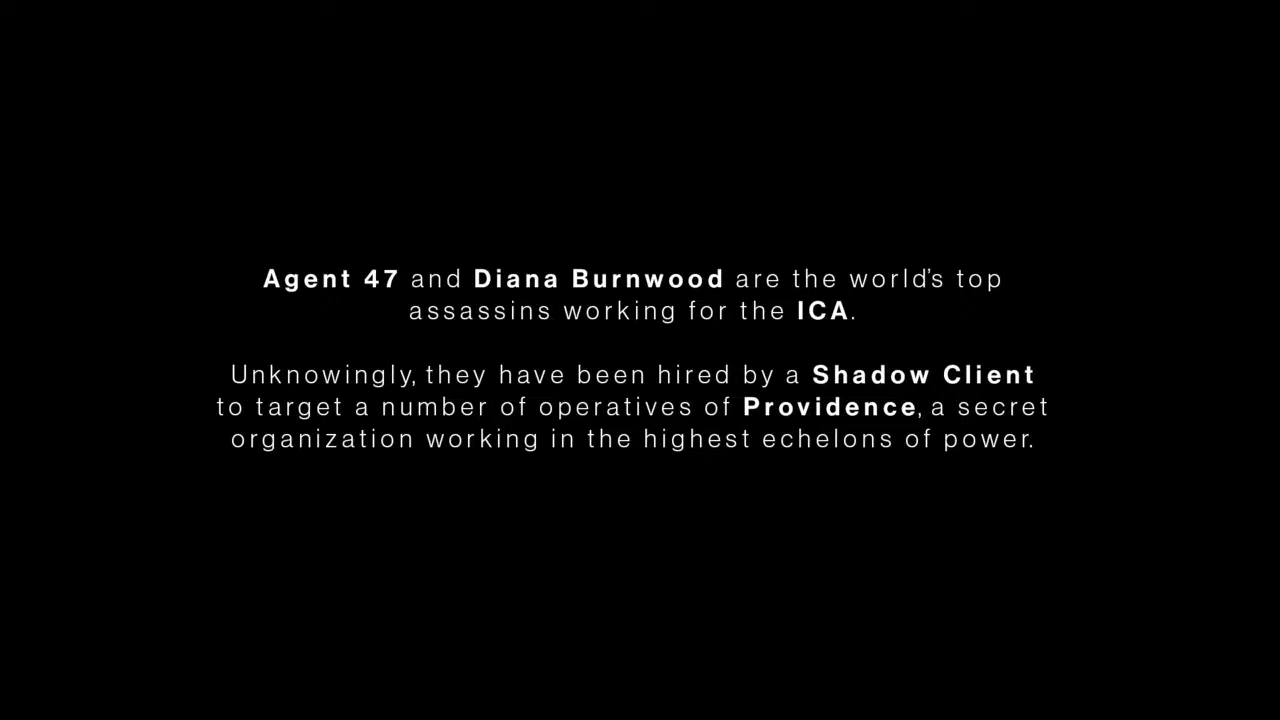 Agent 47 and Diana Burnwood are the world's top
assassins working for the ICA.
Unknowingly, they have been hired by a Shadow Client
to target a number of operatives of Providence, a secret
organization working in the highest echelons of power.